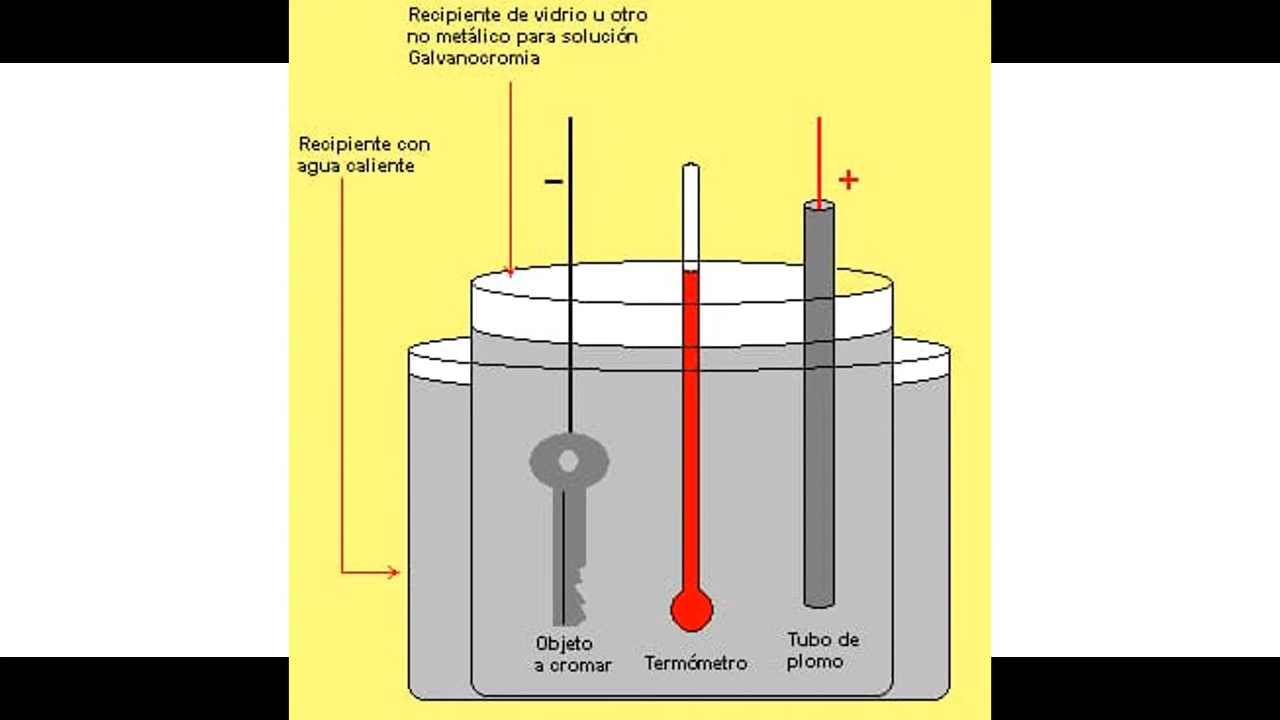 Recipiente de vidrio u otro
no metálico para solución
Galvanocromia
Recipiente con
agua caliente
−
+
Objeto
a cromar
Termómetro
Tubo de
plomo